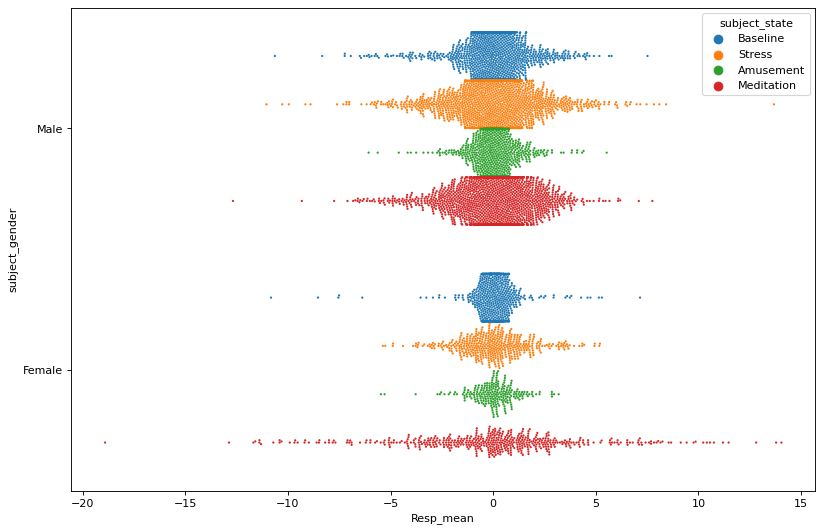 subject_state
Baseline
Stress
Amusement
Meditation
subject_gender
Male
Female
−20
−15
−10
−5
0
5
10
15
Resp_mean